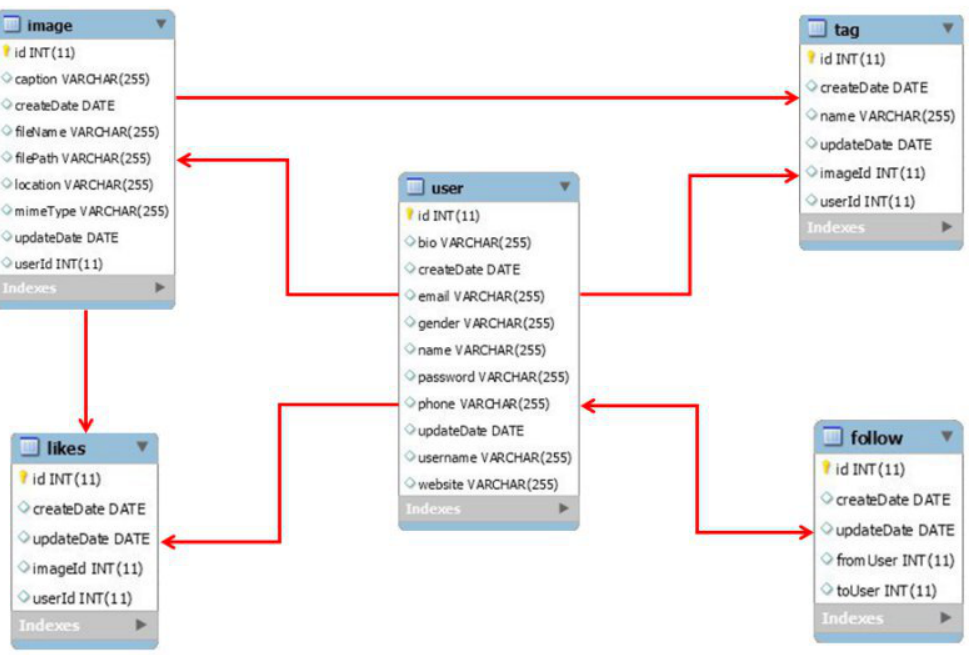 image
id INT(11)
caption VARCHAR(255)
createDate DATE
fileName VARCHAR(255)
filePath VARCHAR(255)
location VARCHAR(255)
mimeType VARCHAR(255)
updateDate DATE
userId INT(11)
Indexes
tag
id INT(11)
createDate DATE
name VARCHAR(255)
updateDate DATE
imageId INT(11)
userId INT(11)
Indexes
user
id INT(11)
bio VARCHAR(255)
createDate DATE
email VARCHAR(255)
gender VARCHAR(255)
name VARCHAR(255)
password VARCHAR(255)
phone VARCHAR(255)
updateDate DATE
username VARCHAR(255)
website VARCHAR(255)
Indexes
likes
id INT(11)
createDate DATE
updateDate DATE
imageId INT(11)
userId INT(11)
Indexes
follow
id INT(11)
createDate DATE
updateDate DATE
fromUser INT(11)
toUser INT(11)
Indexes